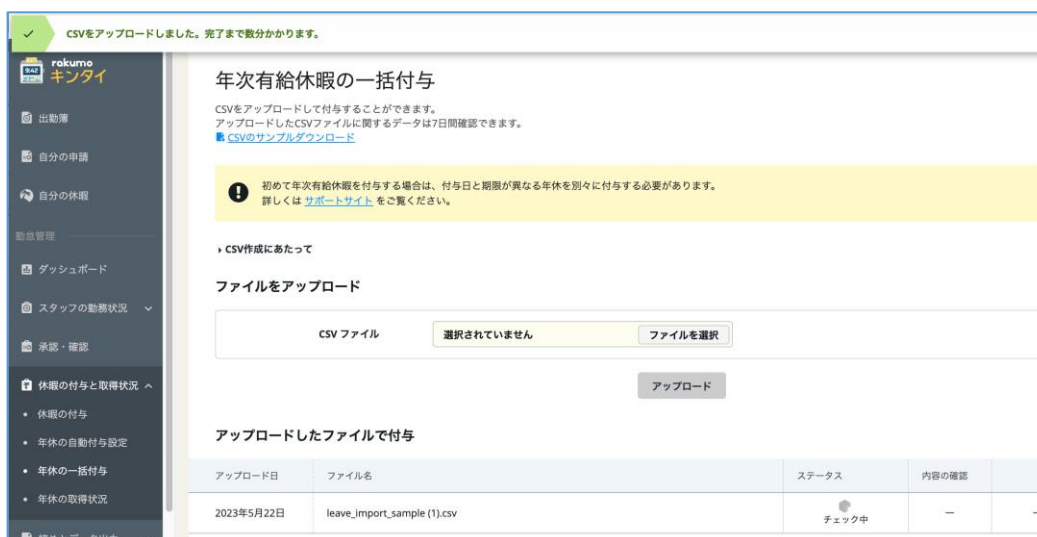 CSVをアップロードしました。完了まで数分かかります。
rakumo
キンタイ
9:42
出勤簿
自分の申請
自分の休暇
勤怠管理
ダッシュボード
スタッフの勤務状況
承認・確認
休暇の付与と取得状況
• 休暇の付与
• 年休の自動付与設定
• 年休の一括付与
• 年休の取得状況
年次有給休暇の一括付与
CSVをアップロードして付与することができます。
アップロードしたCSVファイルに関するデータは7日間確認できます。
CSVのサンプルダウンロード
初めて年次有給休暇を付与する場合は、付与日と期限が異なる年休を別々に付与する必要があります。
詳しくは サポートサイト をご覧ください。
CSV作成にあたって
ファイルをアップロード
CSV ファイル 選択されていません ファイルを選択
アップロード
アップロードしたファイルで付与
アップロード日 ファイル名 ステータス 内容の確認
2023年5月22日 leave_import_sample (1).csv チェック中 —